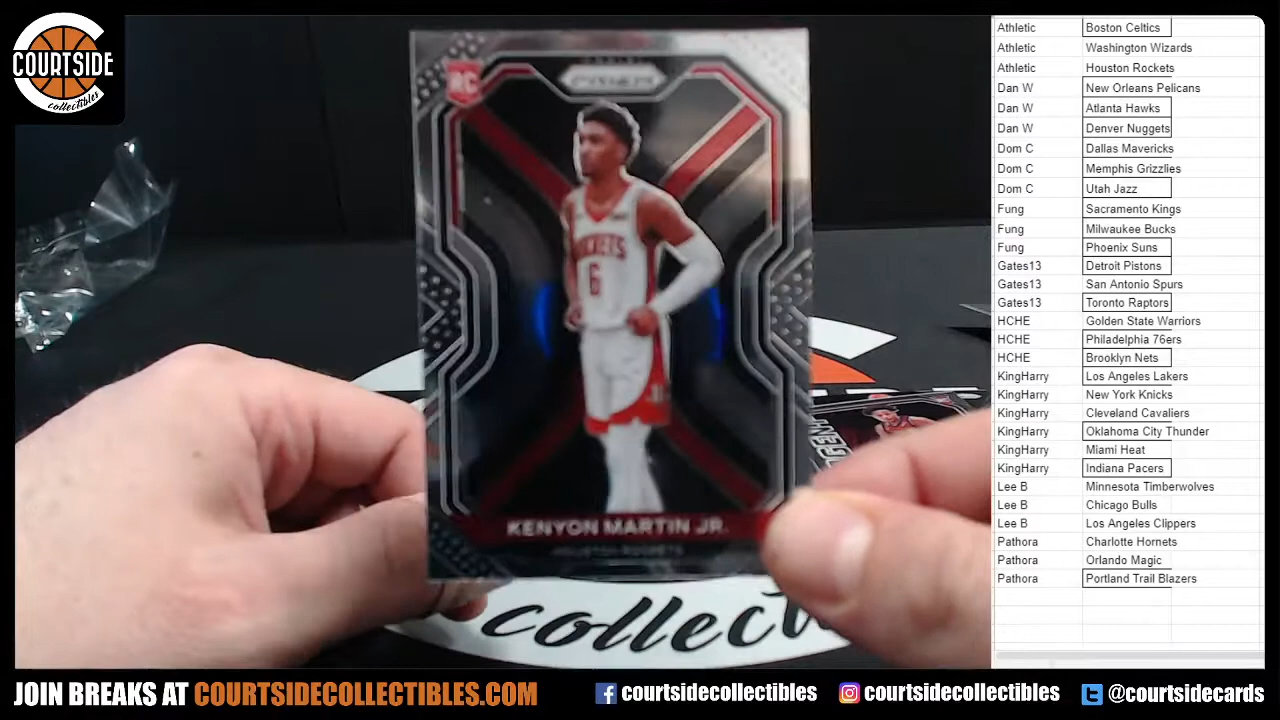 COURTSIDE
collectibles
RC
PANINI
PRIZM
ROCKETS
6
KENYON MARTIN JR.
HOUSTON ROCKETS
Athletic Boston Celtics
Athletic Washington Wizards
Athletic Houston Rockets
Dan W New Orleans Pelicans
Dan W Atlanta Hawks
Dan W Denver Nuggets
Dom C Dallas Mavericks
Dom C Memphis Grizzlies
Dom C Utah Jazz
Fung Sacramento Kings
Fung Milwaukee Bucks
Fung Phoenix Suns
Gates13 Detroit Pistons
Gates13 San Antonio Spurs
Gates13 Toronto Raptors
HCHE Golden State Warriors
HCHE Philadelphia 76ers
HCHE Brooklyn Nets
KingHarry Los Angeles Lakers
KingHarry New York Knicks
KingHarry Cleveland Cavaliers
KingHarry Oklahoma City Thunder
KingHarry Miami Heat
KingHarry Indiana Pacers
Lee B Minnesota Timberwolves
Lee B Chicago Bulls
Lee B Los Angeles Clippers
Pathora Charlotte Hornets
Pathora Orlando Magic
Pathora Portland Trail Blazers
collect
JOIN BREAKS AT COURTSIDECOLLECTIBLES.COM
courtsidecollectibles
courtsidecollectibles
@courtsidecards